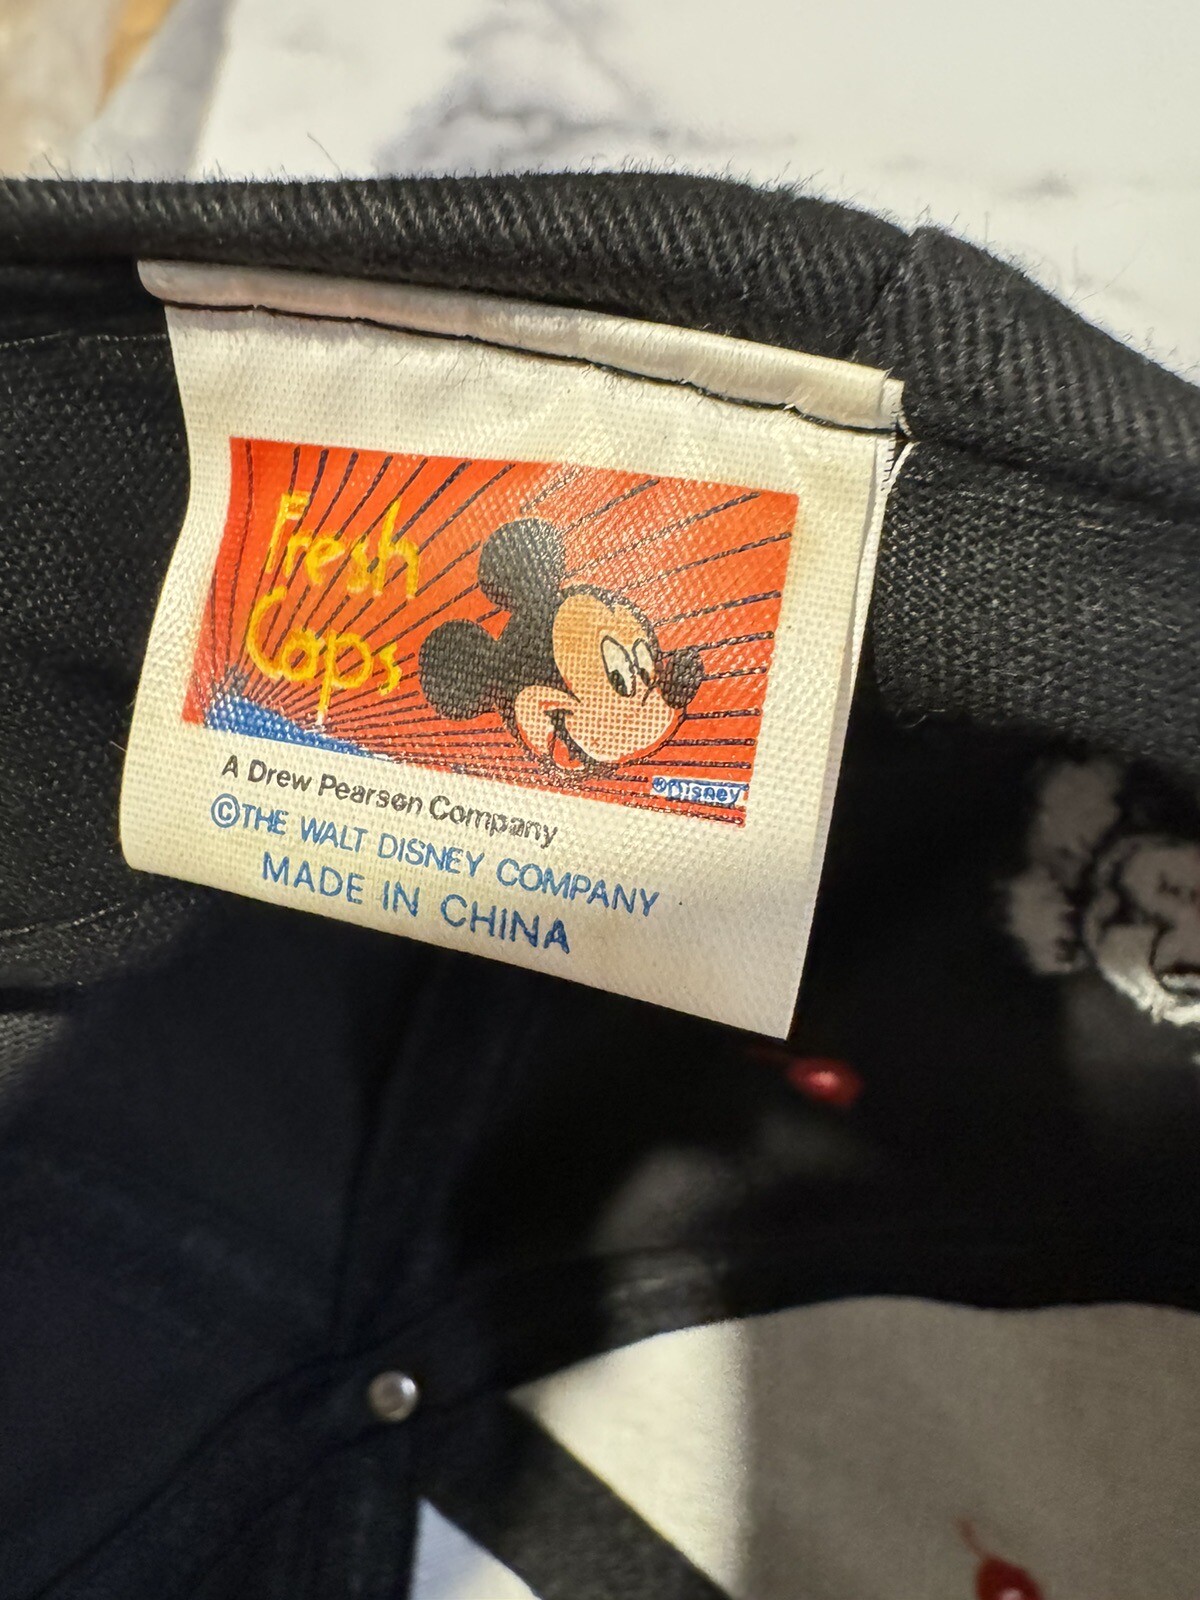 Fresh
Caps
®Disney
A Drew Pearson Company
©THE WALT DISNEY COMPANY
MADE IN CHINA